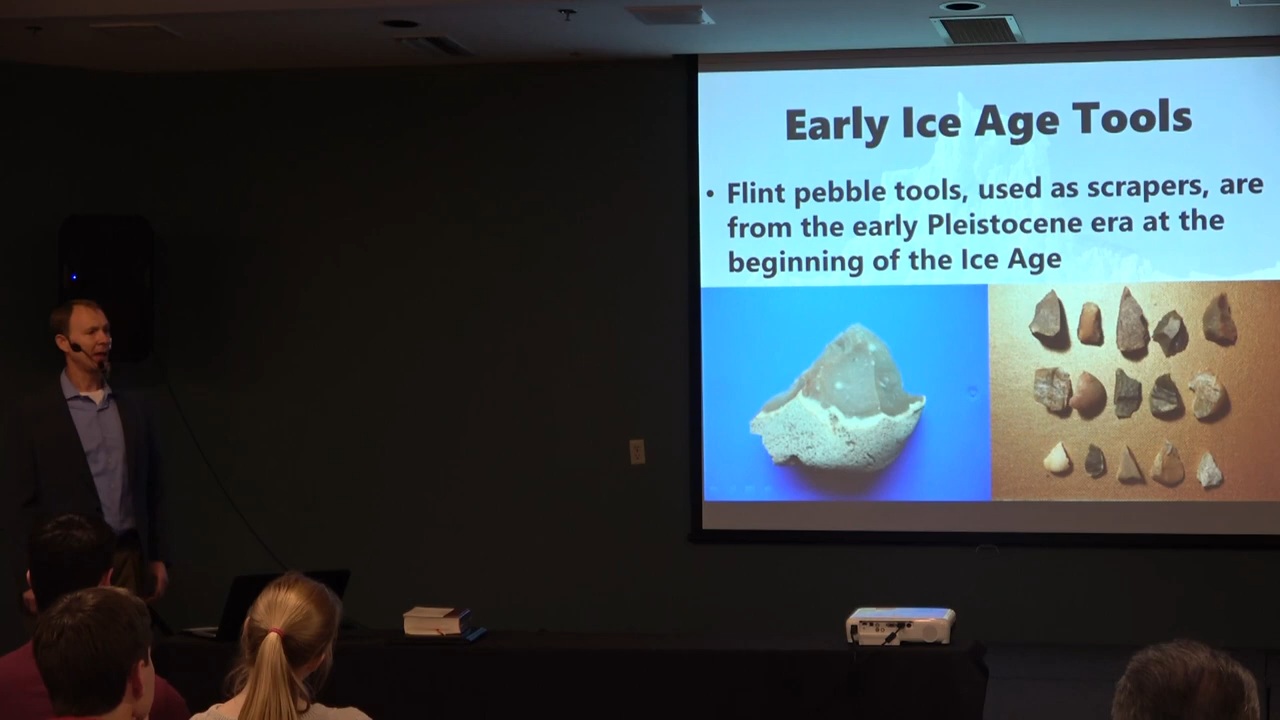 Early Ice Age Tools
• Flint pebble tools, used as scrapers, are
from the early Pleistocene era at the
beginning of the Ice Age